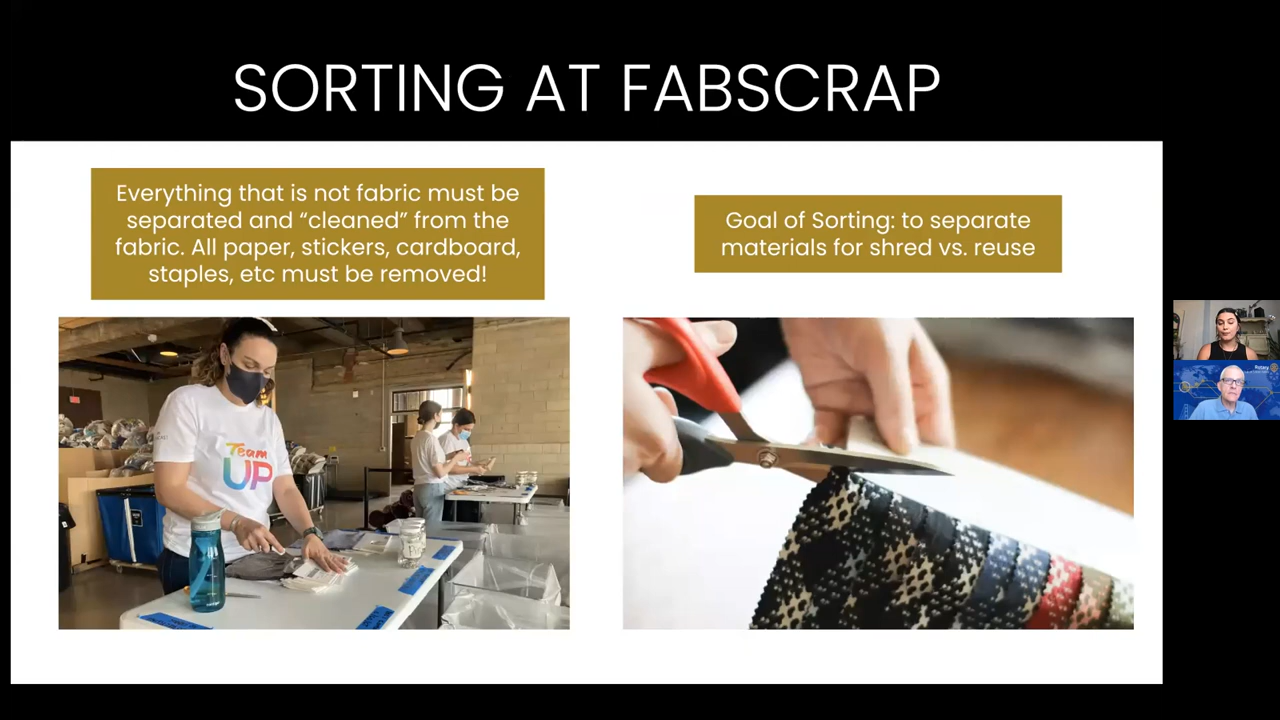 SORTING AT FABSCRAP
Everything that is not fabric must be
separated and “cleaned” from the
fabric. All paper, stickers, cardboard,
staples, etc must be removed!
Goal of Sorting: to separate
materials for shred vs. reuse
Team
UP
Rotary